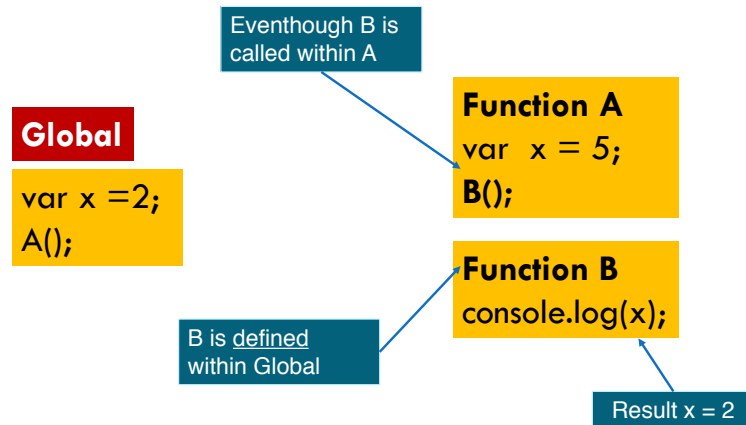 Eventhough B is
called within A
Global
var x =2;
A();
Function A
var x = 5;
B();
Function B
console.log(x);
B is defined
within Global
Result x = 2